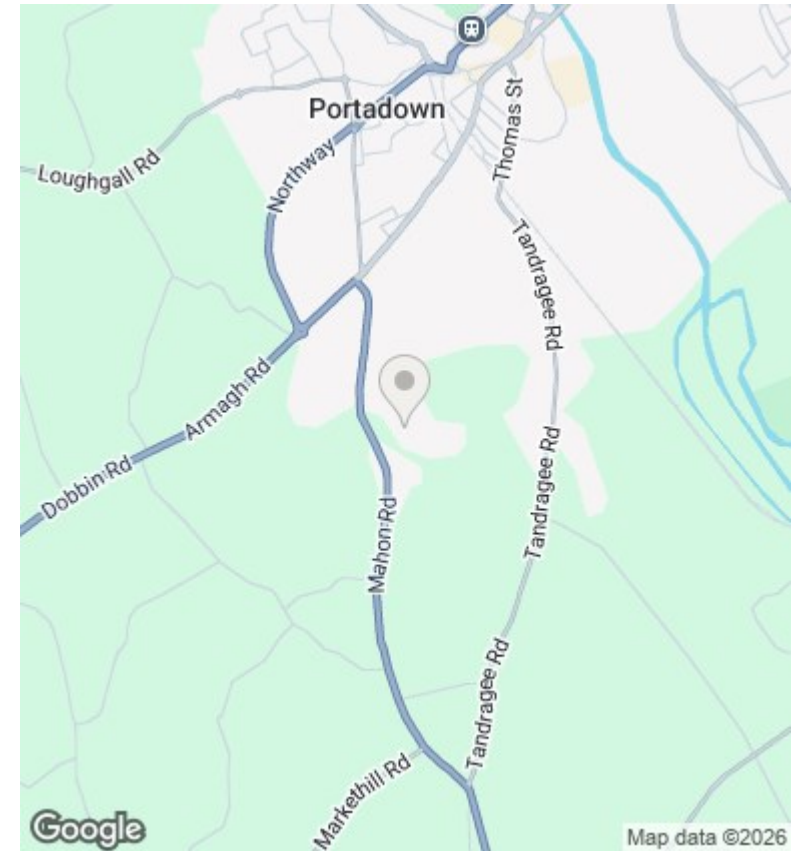 Portadown
Thomas St
Loughgall Rd
Northway
Tandragee Rd
Armagh Rd
Dobbin Rd
Tandragee Rd
Mahon Rd
Tandragee Rd
Markethill Rd
Google
Map data ©2026